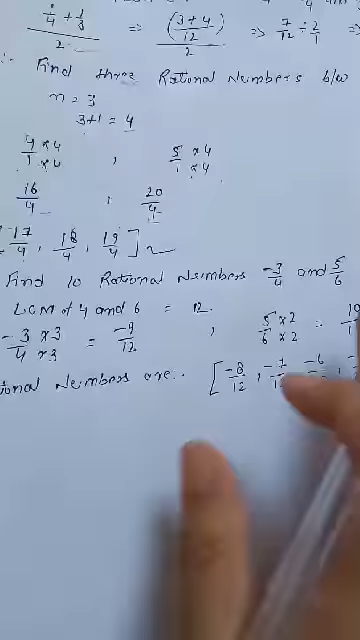 1/4 + 1/3 / 2 => (3+4/12) / 2 => 7/12 ÷ 2/1
Find three Rational Numbers b/w
n = 3
3+1 = 4
4/1 × 4/4 , 5/1 × 4/4
16/4 , 20/4
17/4, 18/4, 19/4]
Find 10 Rational Numbers -3/4 and 5/6
LCM of 4 and 6 = 12.
-3/4 × 3/3 = -9/12 , 5/6 × 2/2 = 10
Numbers are.. [-8/12, -7 -6